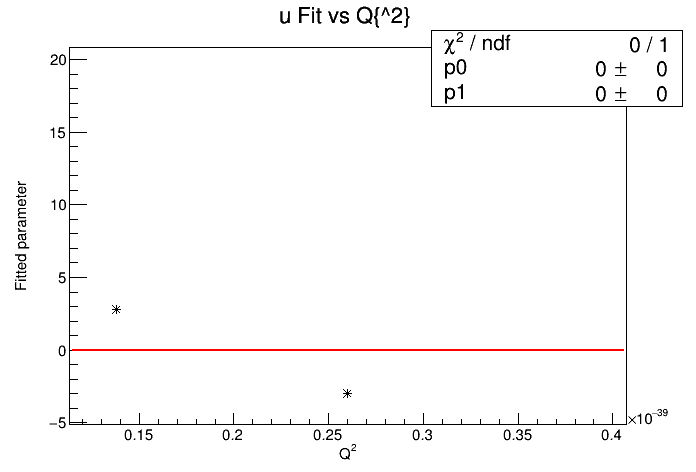 u Fit vs Q{^2}
χ² / ndf 0 / 1
p0 0 ± 0
p1 0 ± 0
20
15
10
5
0
−5
Fitted parameter
0.15 0.2 0.25 0.3 0.35 0.4
×10⁻³⁹
Q²